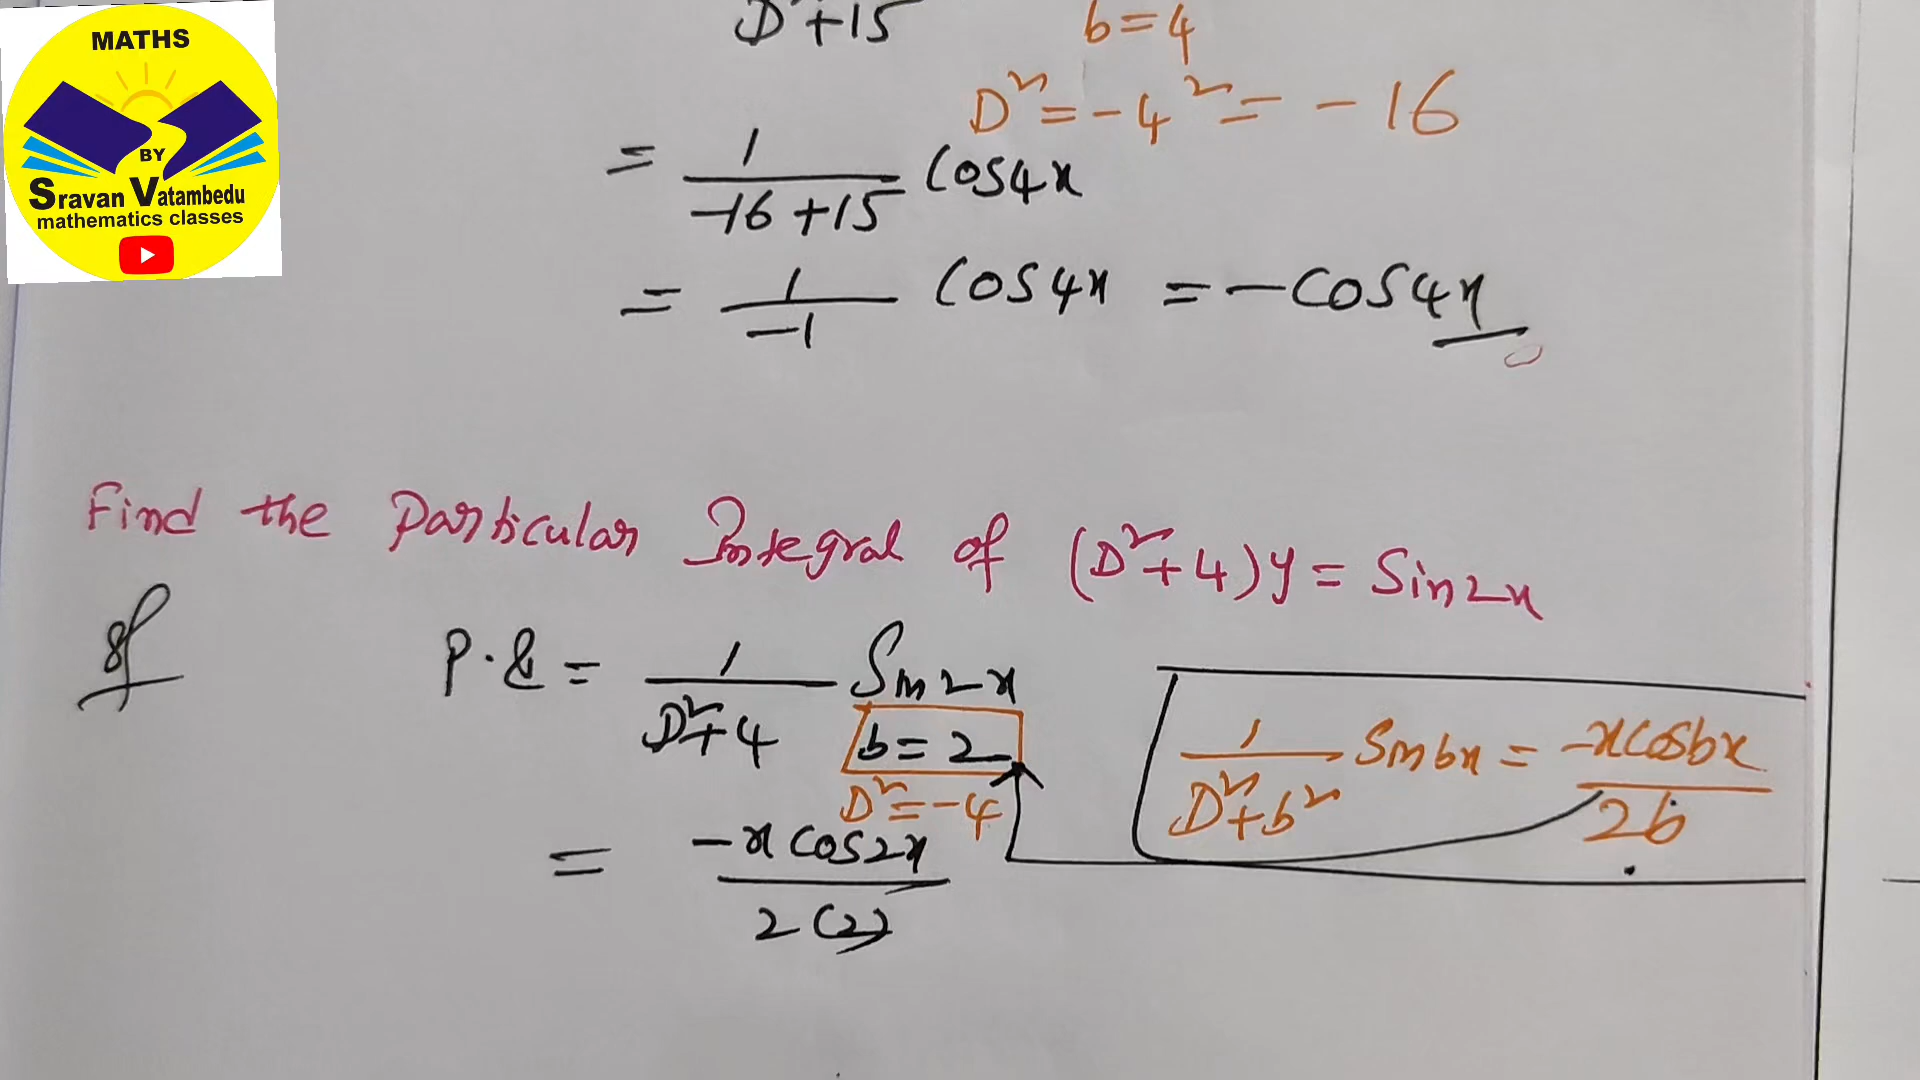 MATHS
BY
Sravan Vatambedu
mathematics classes
D²+15 b=4
D²=-4²=-16
= 1/(-16+15) Cos4x
= 1/-1 Cos4x = -Cos4x
Find the Particular Integral of (D²+4)y = Sin2x
Sol P.I = 1/(D²+4) Sin2x
b=2
D²=-4
1/(D²+b²) Sin bx = -x cosbx/2b
= -x Cos2x/2(2)